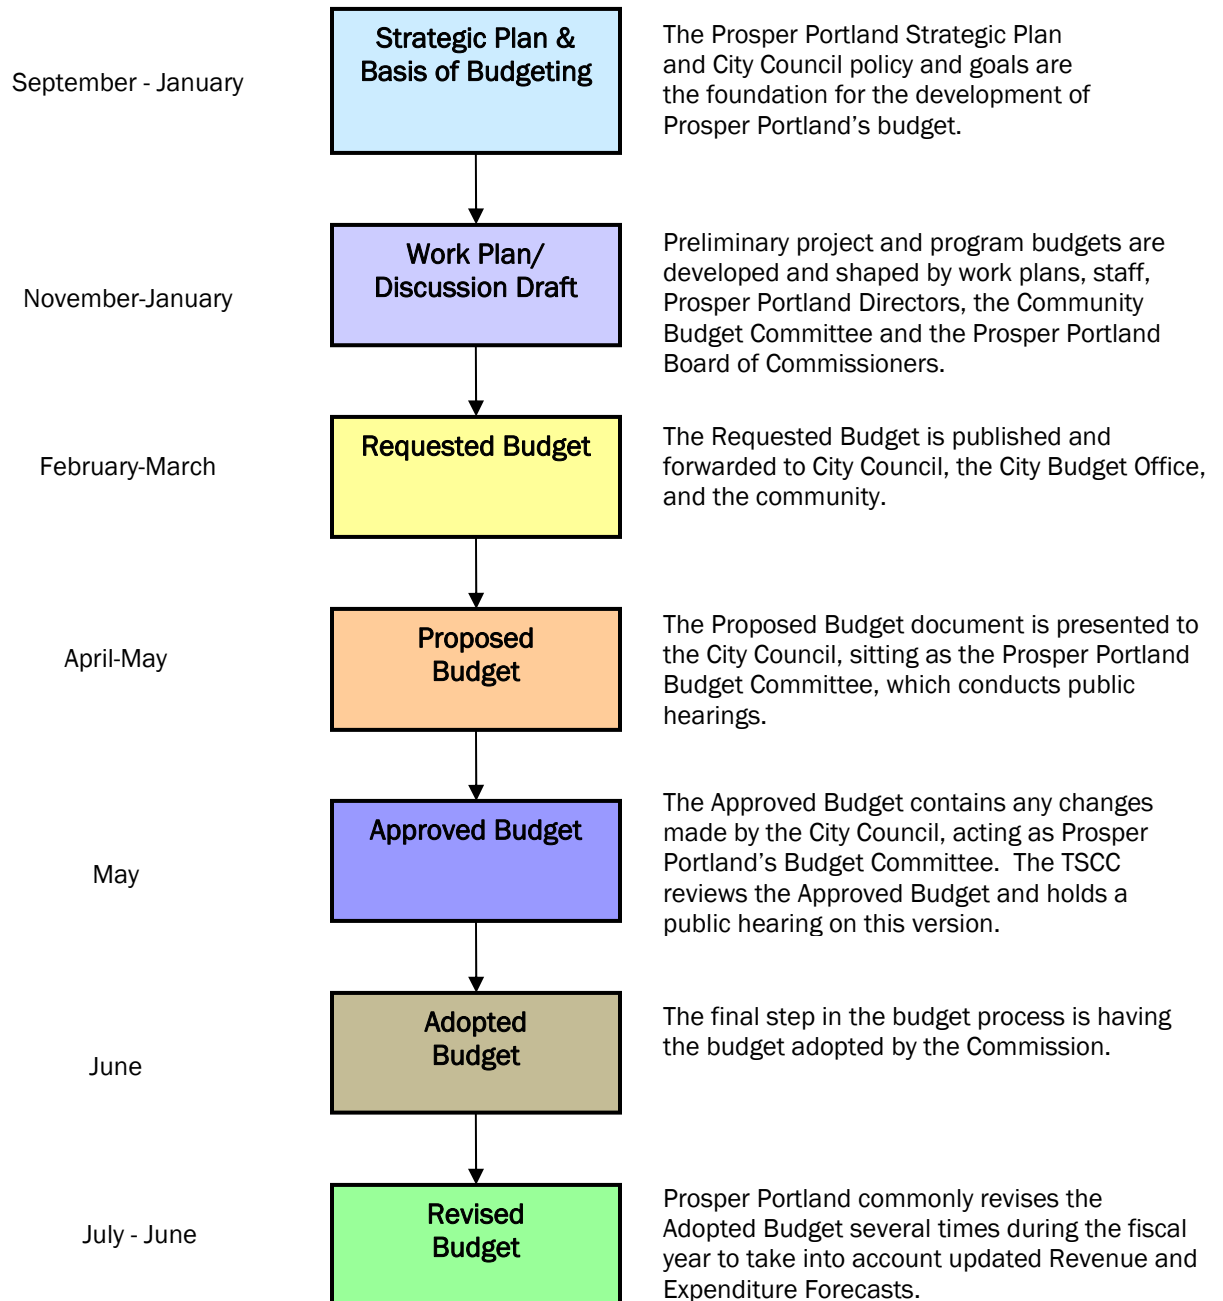 September - January
Strategic Plan &
Basis of Budgeting
The Prosper Portland Strategic Plan
and City Council policy and goals are
the foundation for the development of
Prosper Portland’s budget.
November-January
Work Plan/
Discussion Draft
Preliminary project and program budgets are
developed and shaped by work plans, staff,
Prosper Portland Directors, the Community
Budget Committee and the Prosper Portland
Board of Commissioners.
February-March
Requested Budget
The Requested Budget is published and
forwarded to City Council, the City Budget Office,
and the community.
April-May
Proposed
Budget
The Proposed Budget document is presented to
the City Council, sitting as the Prosper Portland
Budget Committee, which conducts public
hearings.
May
Approved Budget
The Approved Budget contains any changes
made by the City Council, acting as Prosper
Portland’s Budget Committee.  The TSCC
reviews the Approved Budget and holds a
public hearing on this version.
June
Adopted
Budget
The final step in the budget process is having
the budget adopted by the Commission.
July - June
Revised
Budget
Prosper Portland commonly revises the
Adopted Budget several times during the fiscal
year to take into account updated Revenue and
Expenditure Forecasts.